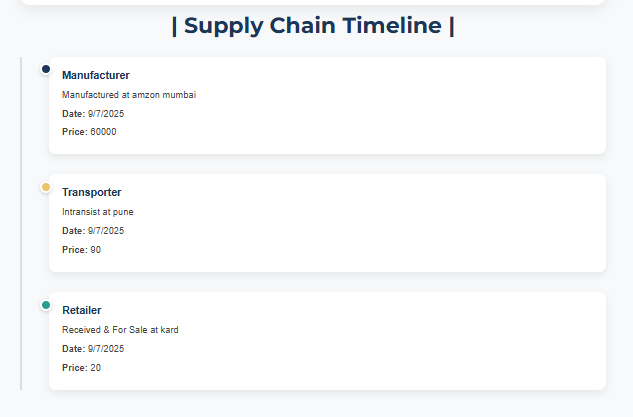 | Supply Chain Timeline |
Manufacturer
Manufactured at amzon mumbai
Date: 9/7/2025
Price: 60000
Transporter
Intransist at pune
Date: 9/7/2025
Price: 90
Retailer
Received & For Sale at kard
Date: 9/7/2025
Price: 20